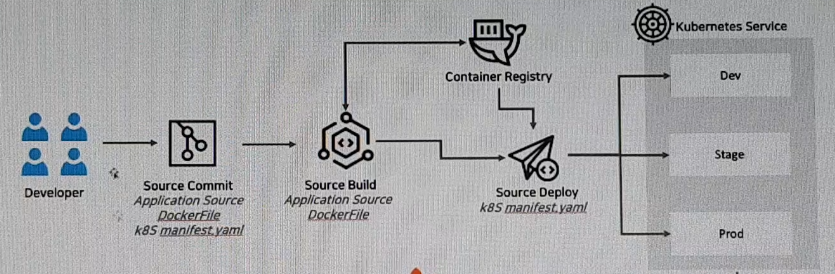 Developer
Source Commit
Application Source
DockerFile
k8S manifest.yaml
Source Build
Application Source
DockerFile
Container Registry
Source Deploy
k8S manifest.yaml
Kubernetes Service
Dev
Stage
Prod